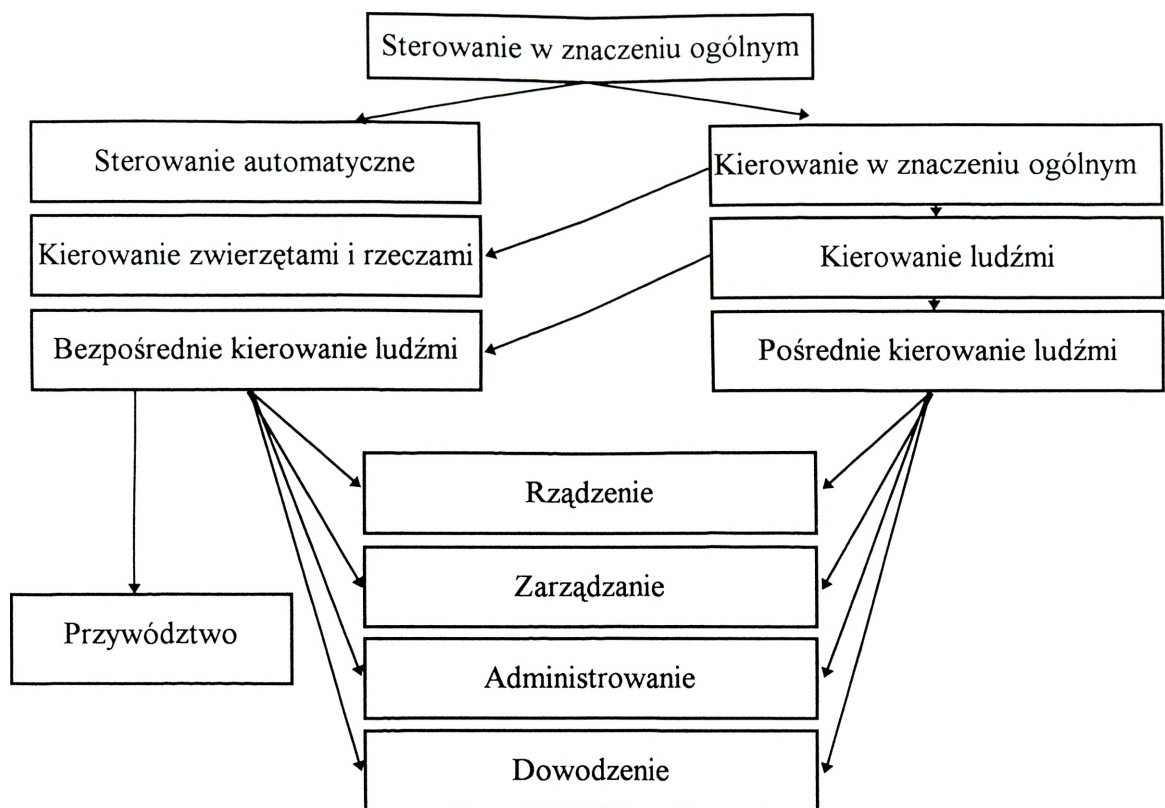 Sterowanie w znaczeniu ogólnym
Sterowanie automatyczne
Kierowanie w znaczeniu ogólnym
Kierowanie zwierzętami i rzeczami
Kierowanie ludźmi
Bezpośrednie kierowanie ludźmi
Pośrednie kierowanie ludźmi
Rządzenie
Zarządzanie
Przywództwo
Administrowanie
Dowodzenie